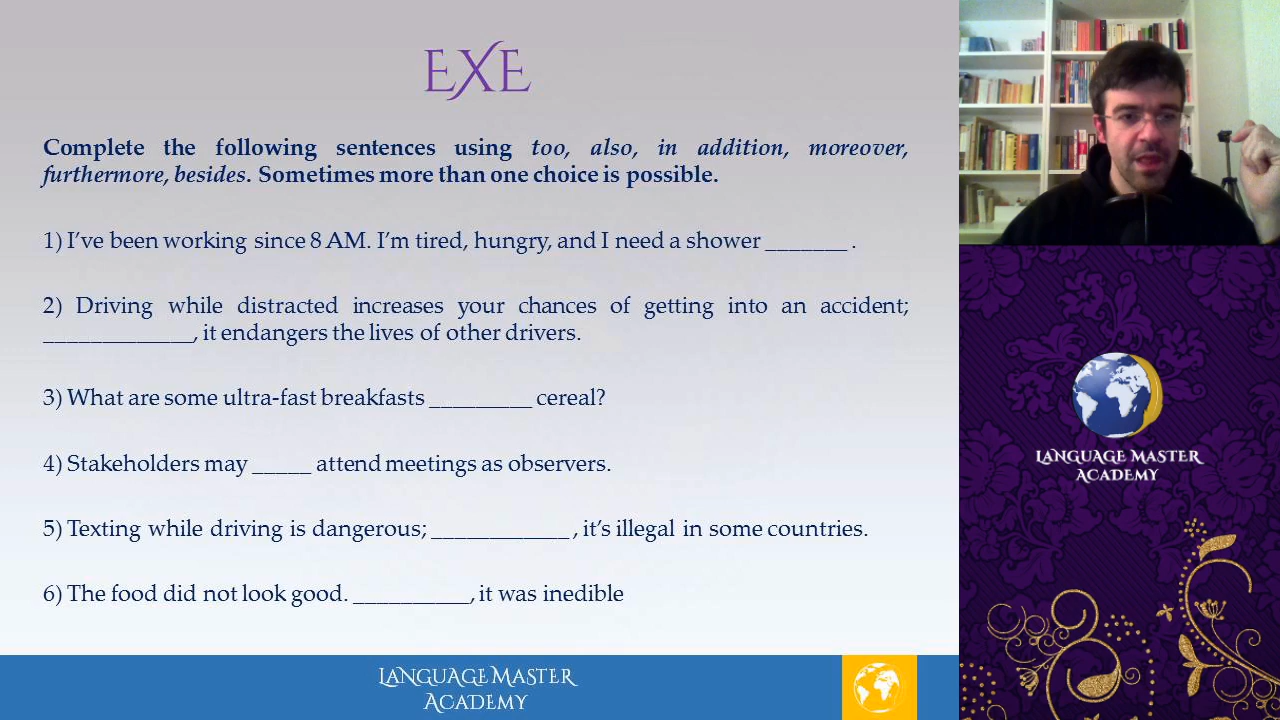 EXE
Complete the following sentences using too, also, in addition, moreover,
furthermore, besides. Sometimes more than one choice is possible.
1) I’ve been working since 8 AM. I’m tired, hungry, and I need a shower _______ .
2) Driving while distracted increases your chances of getting into an accident;
_____________, it endangers the lives of other drivers.
3) What are some ultra-fast breakfasts _________ cereal?
4) Stakeholders may _____ attend meetings as observers.
5) Texting while driving is dangerous; ____________ , it’s illegal in some countries.
6) The food did not look good. __________, it was inedible
LANGUAGE MASTER
ACADEMY
LANGUAGE MASTER
ACADEMY